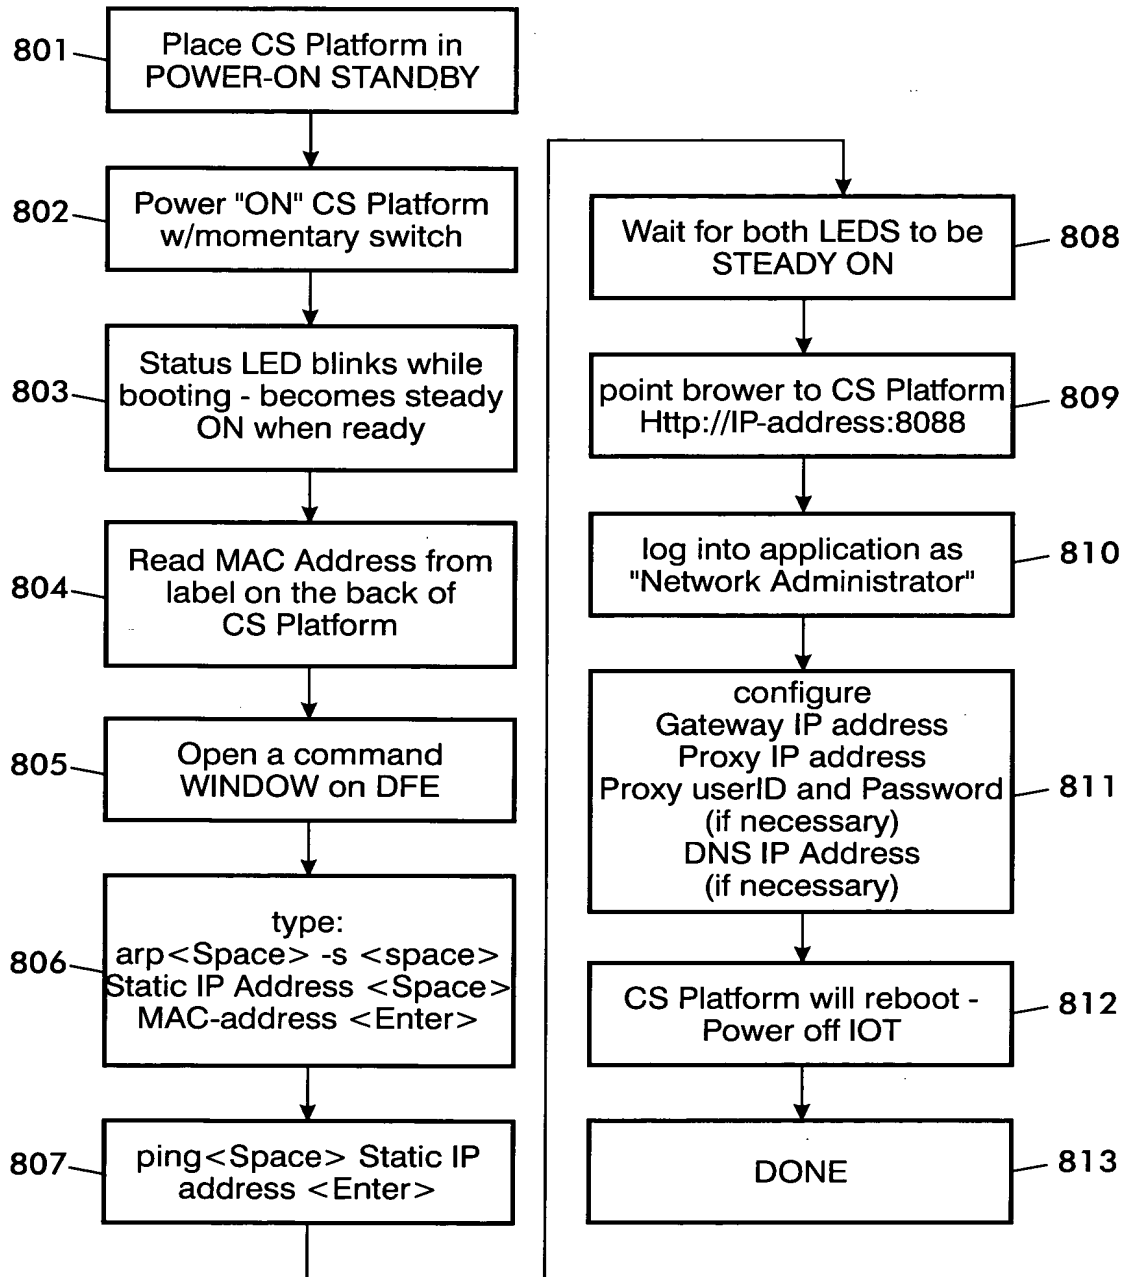 801
Place CS Platform in
POWER-ON STANDBY
802
Power "ON" CS Platform
w/momentary switch
803
Status LED blinks while
booting - becomes steady
ON when ready
804
Read MAC Address from
label on the back of
CS Platform
805
Open a command
WINDOW on DFE
806
type:
arp<Space> -s <space>
Static IP Address <Space>
MAC-address <Enter>
807
ping<Space> Static IP
address <Enter>
Wait for both LEDS to be
STEADY ON
808
point brower to CS Platform
Http://IP-address:8088
809
log into application as
"Network Administrator"
810
configure
Gateway IP address
Proxy IP address
Proxy userID and Password
(if necessary)
DNS IP Address
(if necessary)
811
CS Platform will reboot -
Power off IOT
812
DONE
813